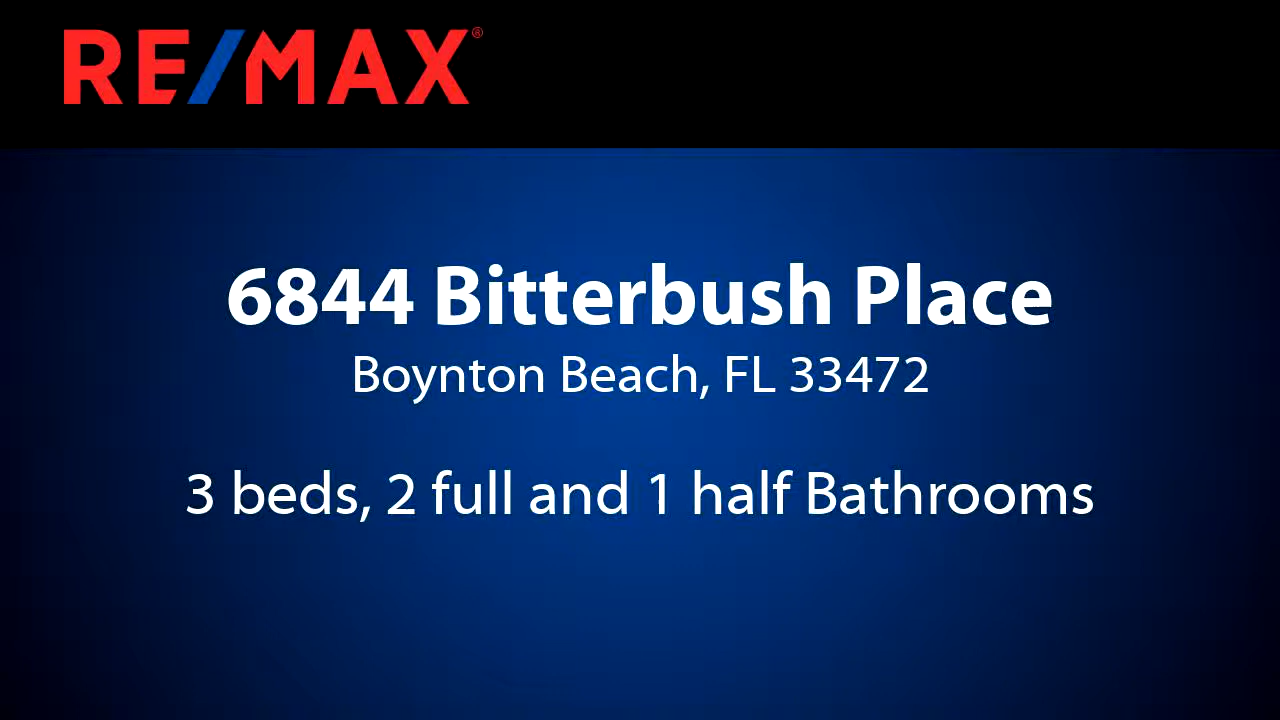 RE/MAX®
6844 Bitterbush Place
Boynton Beach, FL 33472
3 beds, 2 full and 1 half Bathrooms